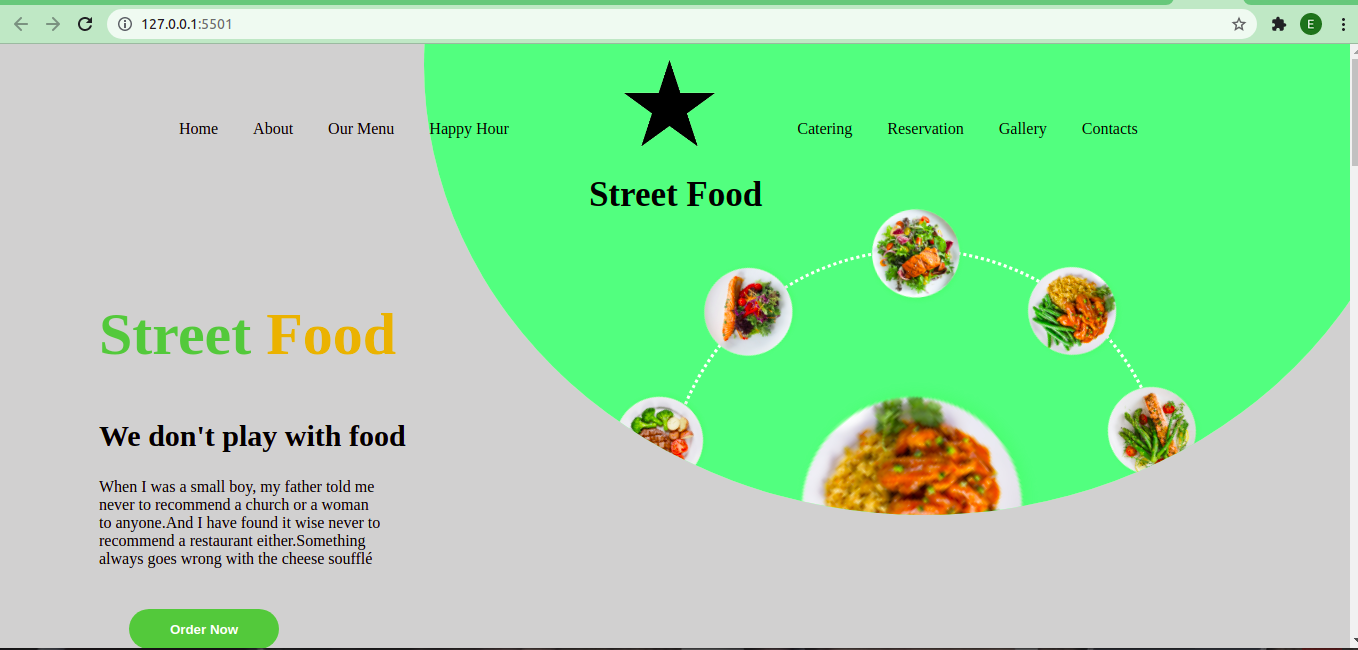 127.0.0.1:5501
E
Home About Our Menu Happy Hour Catering Reservation Gallery Contacts
Street Food
Street Food
We don't play with food
When I was a small boy, my father told me
never to recommend a church or a woman
to anyone.And I have found it wise never to
recommend a restaurant either.Something
always goes wrong with the cheese soufflé
Order Now